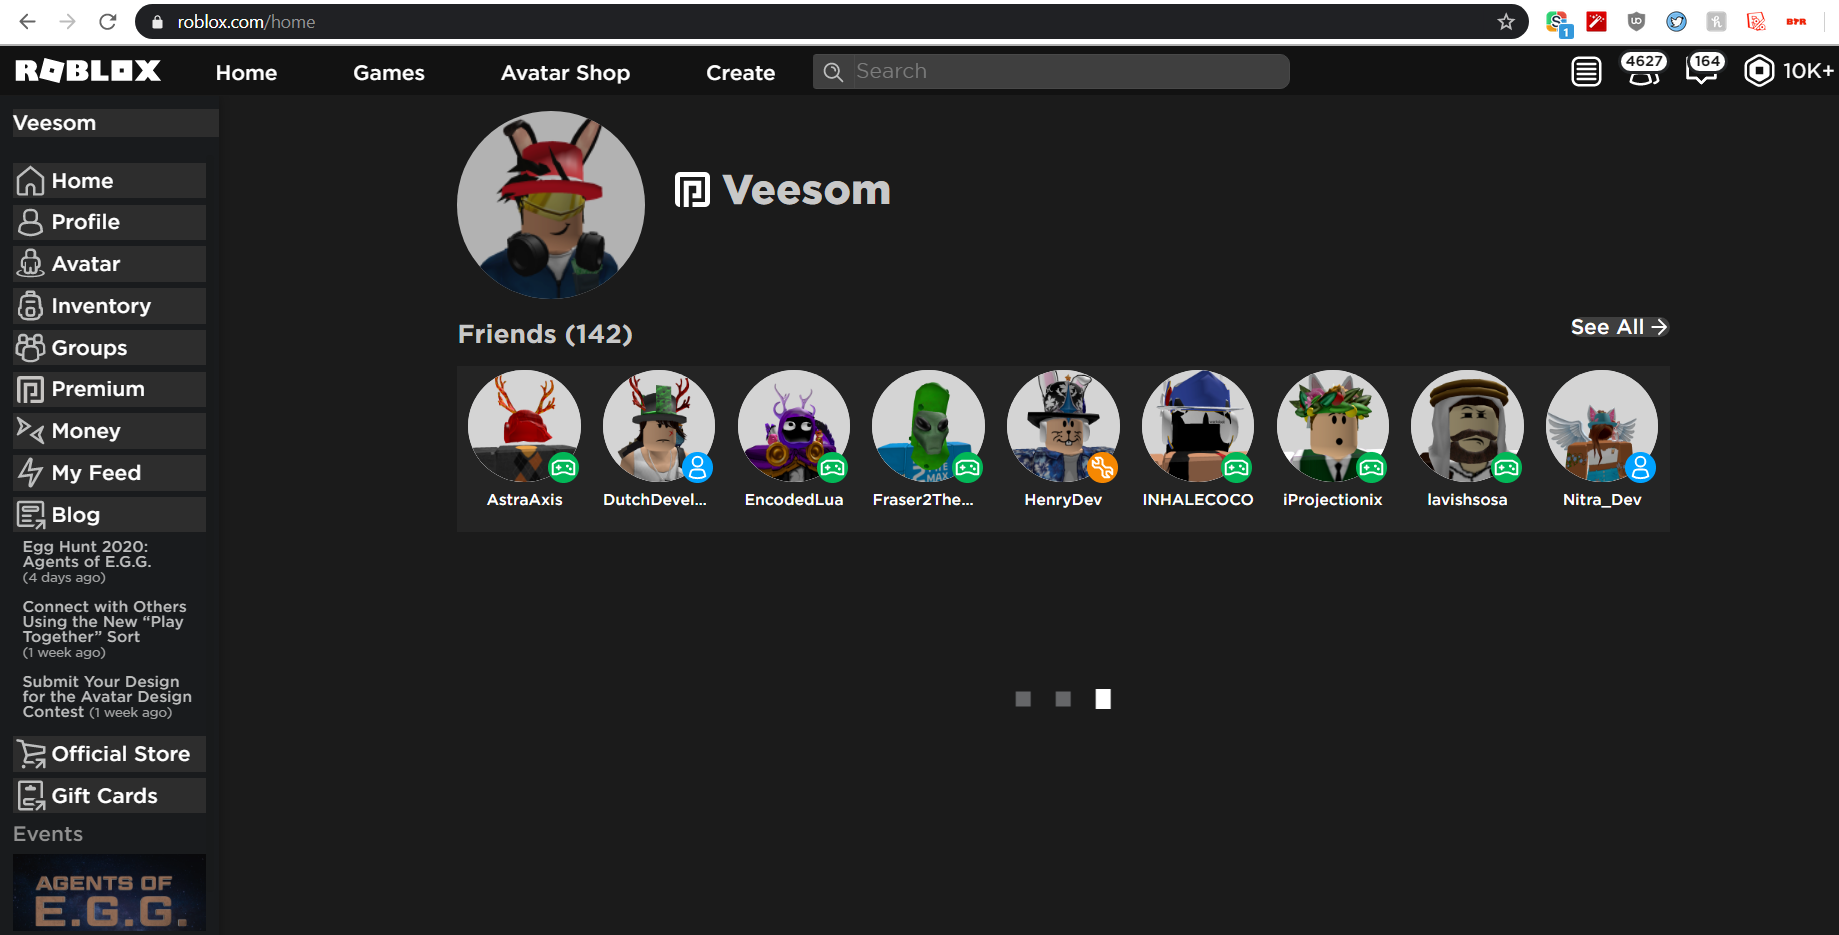 roblox.com/home
1
ROBLOX
Home
Games
Avatar Shop
Create
Search
4627
164
10K+
Veesom
Home
Profile
Avatar
Inventory
Groups
Premium
Money
My Feed
Blog
Egg Hunt 2020:
Agents of E.G.G.
(4 days ago)
Connect with Others
Using the New “Play
Together” Sort
(1 week ago)
Submit Your Design
for the Avatar Design
Contest (1 week ago)
Official Store
Gift Cards
Events
AGENTS OF
E.G.G.
Veesom
Friends (142)
See All
AstraAxis
DutchDevel...
EncodedLua
Fraser2The...
HenryDev
INHALECOCO
iProjectionix
lavishsosa
Nitra_Dev